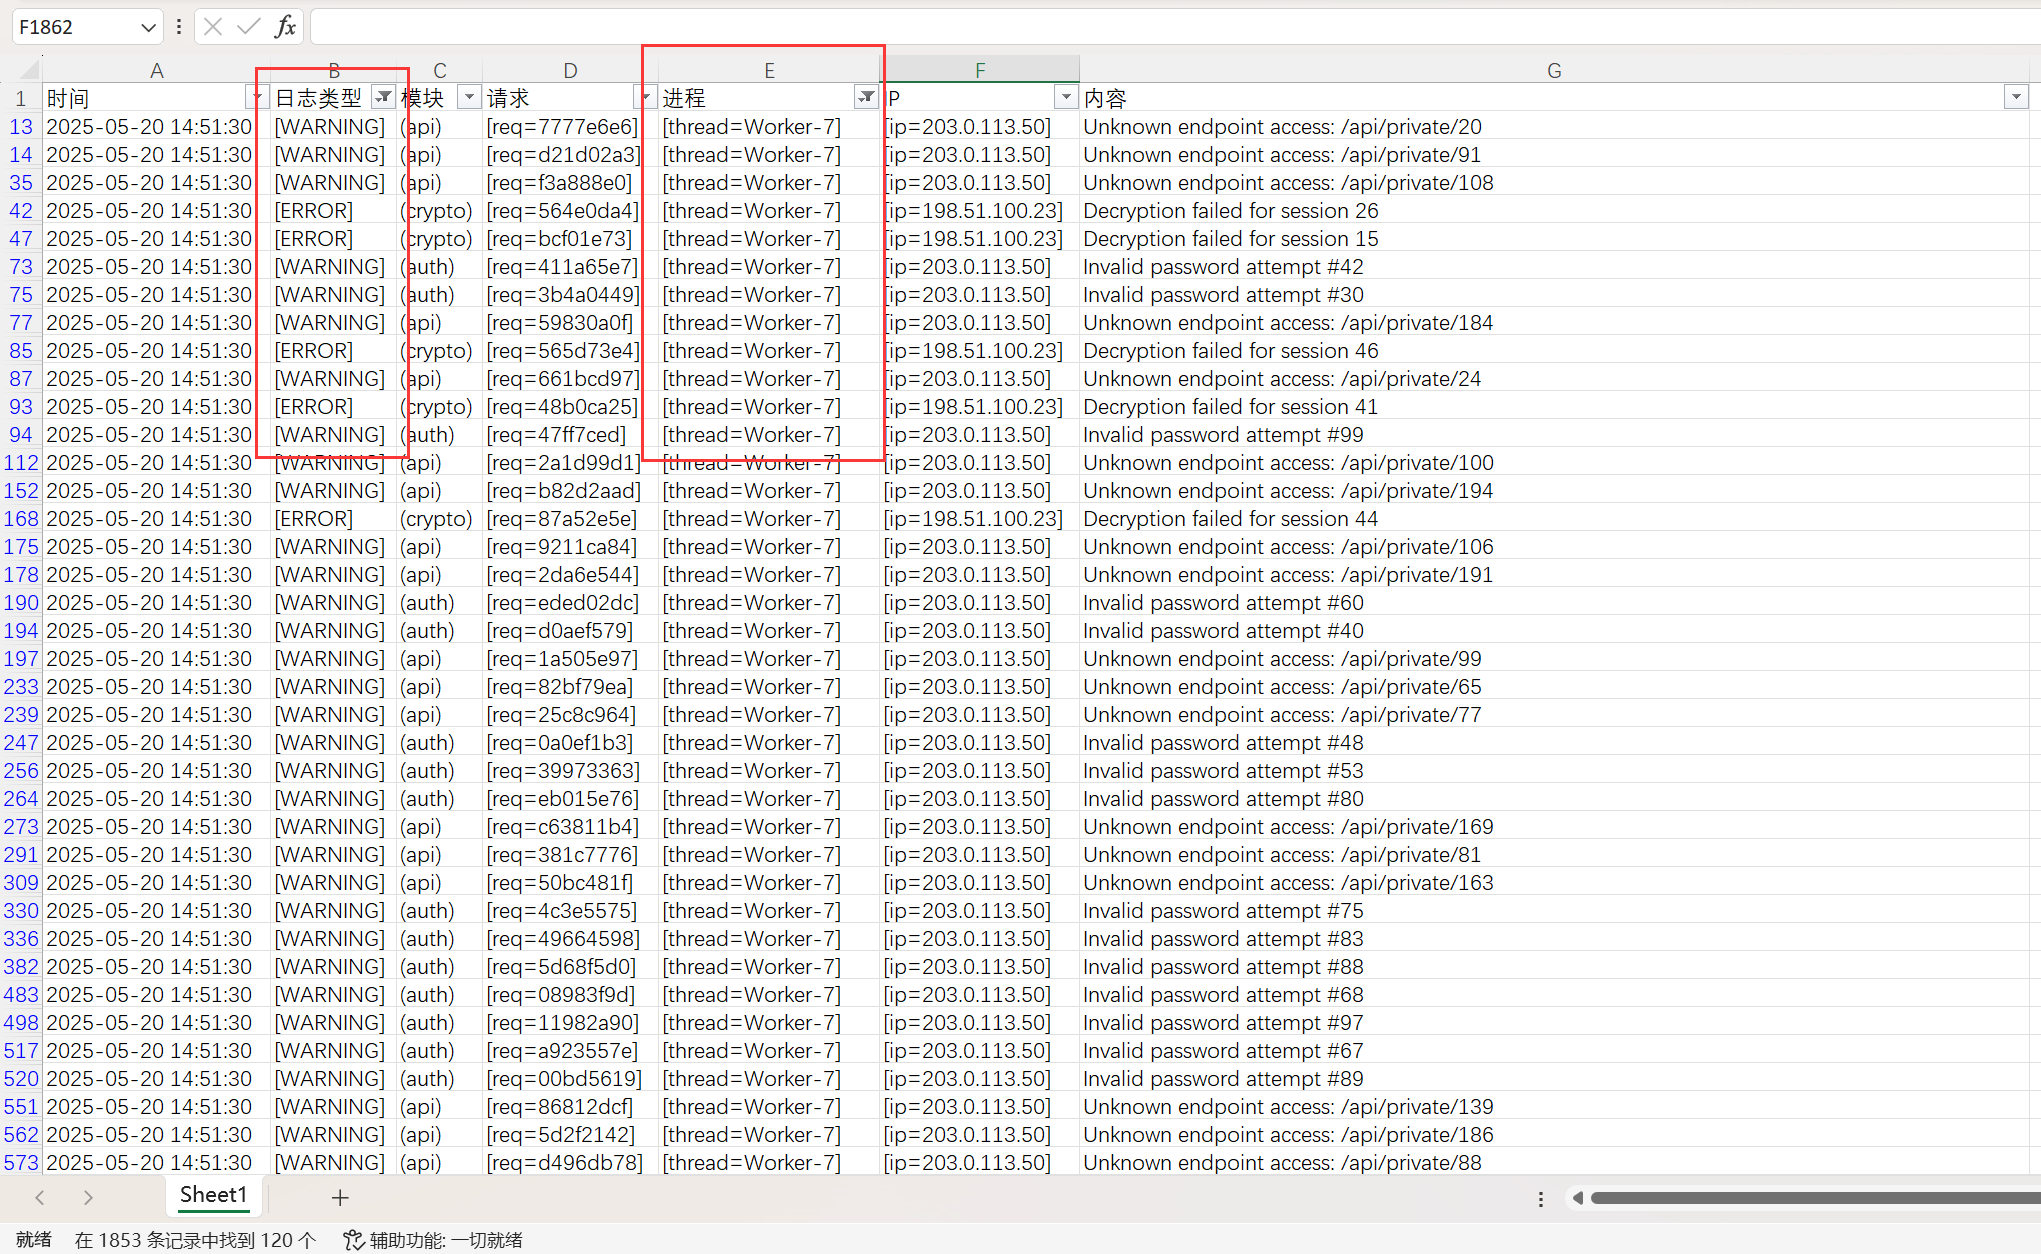 F1862
fx
A B C D E F G
1 时间 日志类型 模块 请求 进程 IP 内容
13 2025-05-20 14:51:30 [WARNING] (api) [req=7777e6e6] [thread=Worker-7] [ip=203.0.113.50] Unknown endpoint access: /api/private/20
14 2025-05-20 14:51:30 [WARNING] (api) [req=d21d02a3] [thread=Worker-7] [ip=203.0.113.50] Unknown endpoint access: /api/private/91
35 2025-05-20 14:51:30 [WARNING] (api) [req=f3a888e0] [thread=Worker-7] [ip=203.0.113.50] Unknown endpoint access: /api/private/108
42 2025-05-20 14:51:30 [ERROR] (crypto) [req=564e0da4] [thread=Worker-7] [ip=198.51.100.23] Decryption failed for session 26
47 2025-05-20 14:51:30 [ERROR] (crypto) [req=bcf01e73] [thread=Worker-7] [ip=198.51.100.23] Decryption failed for session 15
73 2025-05-20 14:51:30 [WARNING] (auth) [req=411a65e7] [thread=Worker-7] [ip=203.0.113.50] Invalid password attempt #42
75 2025-05-20 14:51:30 [WARNING] (auth) [req=3b4a0449] [thread=Worker-7] [ip=203.0.113.50] Invalid password attempt #30
77 2025-05-20 14:51:30 [WARNING] (api) [req=59830a0f] [thread=Worker-7] [ip=203.0.113.50] Unknown endpoint access: /api/private/184
85 2025-05-20 14:51:30 [ERROR] (crypto) [req=565d73e4] [thread=Worker-7] [ip=198.51.100.23] Decryption failed for session 46
87 2025-05-20 14:51:30 [WARNING] (api) [req=661bcd97] [thread=Worker-7] [ip=203.0.113.50] Unknown endpoint access: /api/private/24
93 2025-05-20 14:51:30 [ERROR] (crypto) [req=48b0ca25] [thread=Worker-7] [ip=198.51.100.23] Decryption failed for session 41
94 2025-05-20 14:51:30 [WARNING] (auth) [req=47ff7ced] [thread=Worker-7] [ip=203.0.113.50] Invalid password attempt #99
112 2025-05-20 14:51:30 [WARNING] (api) [req=2a1d99d1] [thread=Worker-7] [ip=203.0.113.50] Unknown endpoint access: /api/private/100
152 2025-05-20 14:51:30 [WARNING] (api) [req=b82d2aad] [thread=Worker-7] [ip=203.0.113.50] Unknown endpoint access: /api/private/194
168 2025-05-20 14:51:30 [ERROR] (crypto) [req=87a52e5e] [thread=Worker-7] [ip=198.51.100.23] Decryption failed for session 44
175 2025-05-20 14:51:30 [WARNING] (api) [req=9211ca84] [thread=Worker-7] [ip=203.0.113.50] Unknown endpoint access: /api/private/106
178 2025-05-20 14:51:30 [WARNING] (api) [req=2da6e544] [thread=Worker-7] [ip=203.0.113.50] Unknown endpoint access: /api/private/191
190 2025-05-20 14:51:30 [WARNING] (auth) [req=eded02dc] [thread=Worker-7] [ip=203.0.113.50] Invalid password attempt #60
194 2025-05-20 14:51:30 [WARNING] (auth) [req=d0aef579] [thread=Worker-7] [ip=203.0.113.50] Invalid password attempt #40
197 2025-05-20 14:51:30 [WARNING] (api) [req=1a505e97] [thread=Worker-7] [ip=203.0.113.50] Unknown endpoint access: /api/private/99
233 2025-05-20 14:51:30 [WARNING] (api) [req=82bf79ea] [thread=Worker-7] [ip=203.0.113.50] Unknown endpoint access: /api/private/65
239 2025-05-20 14:51:30 [WARNING] (api) [req=25c8c964] [thread=Worker-7] [ip=203.0.113.50] Unknown endpoint access: /api/private/77
247 2025-05-20 14:51:30 [WARNING] (auth) [req=0a0ef1b3] [thread=Worker-7] [ip=203.0.113.50] Invalid password attempt #48
256 2025-05-20 14:51:30 [WARNING] (auth) [req=39973363] [thread=Worker-7] [ip=203.0.113.50] Invalid password attempt #53
264 2025-05-20 14:51:30 [WARNING] (auth) [req=eb015e76] [thread=Worker-7] [ip=203.0.113.50] Invalid password attempt #80
273 2025-05-20 14:51:30 [WARNING] (api) [req=c63811b4] [thread=Worker-7] [ip=203.0.113.50] Unknown endpoint access: /api/private/169
291 2025-05-20 14:51:30 [WARNING] (api) [req=381c7776] [thread=Worker-7] [ip=203.0.113.50] Unknown endpoint access: /api/private/81
309 2025-05-20 14:51:30 [WARNING] (api) [req=50bc481f] [thread=Worker-7] [ip=203.0.113.50] Unknown endpoint access: /api/private/163
330 2025-05-20 14:51:30 [WARNING] (auth) [req=4c3e5575] [thread=Worker-7] [ip=203.0.113.50] Invalid password attempt #75
336 2025-05-20 14:51:30 [WARNING] (auth) [req=49664598] [thread=Worker-7] [ip=203.0.113.50] Invalid password attempt #83
382 2025-05-20 14:51:30 [WARNING] (auth) [req=5d68f5d0] [thread=Worker-7] [ip=203.0.113.50] Invalid password attempt #88
483 2025-05-20 14:51:30 [WARNING] (auth) [req=08983f9d] [thread=Worker-7] [ip=203.0.113.50] Invalid password attempt #68
498 2025-05-20 14:51:30 [WARNING] (auth) [req=11982a90] [thread=Worker-7] [ip=203.0.113.50] Invalid password attempt #97
517 2025-05-20 14:51:30 [WARNING] (auth) [req=a923557e] [thread=Worker-7] [ip=203.0.113.50] Invalid password attempt #67
520 2025-05-20 14:51:30 [WARNING] (auth) [req=00bd5619] [thread=Worker-7] [ip=203.0.113.50] Invalid password attempt #89
551 2025-05-20 14:51:30 [WARNING] (api) [req=86812dcf] [thread=Worker-7] [ip=203.0.113.50] Unknown endpoint access: /api/private/139
562 2025-05-20 14:51:30 [WARNING] (api) [req=5d2f2142] [thread=Worker-7] [ip=203.0.113.50] Unknown endpoint access: /api/private/186
573 2025-05-20 14:51:30 [WARNING] (api) [req=d496db78] [thread=Worker-7] [ip=203.0.113.50] Unknown endpoint access: /api/private/88
Sheet1
就绪 在 1853 条记录中找到 120 个 辅助功能: 一切就绪